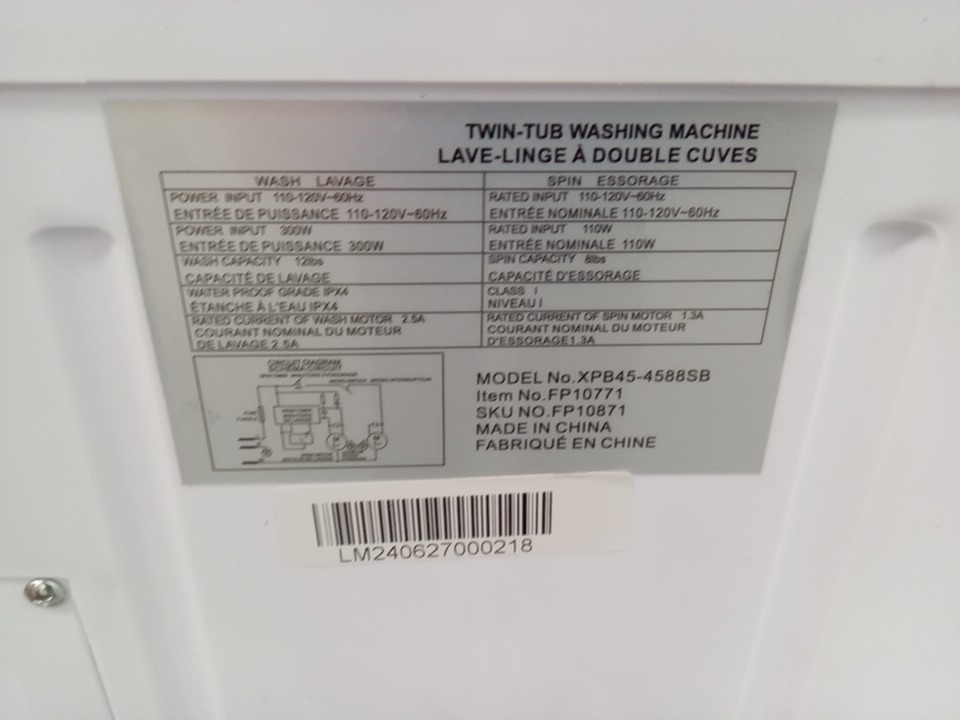 TWIN-TUB WASHING MACHINE
LAVE-LINGE À DOUBLE CUVES
WASH LAVAGE
SPIN ESSORAGE
POWER INPUT 110-120V~60Hz
ENTRÉE DE PUISSANCE 110-120V~60Hz
RATED INPUT 110-120V~60Hz
ENTRÉE NOMINALE 110-120V~60Hz
POWER INPUT 300W
ENTRÉE DE PUISSANCE 300W
RATED INPUT 110W
ENTRÉE NOMINALE 110W
WASH CAPACITY 12lbs
CAPACITÉ DE LAVAGE
SPIN CAPACITY 8lbs
CAPACITÉ D'ESSORAGE
WATER PROOF GRADE IPX4
ÉTANCHE À L'EAU IPX4
CLASS I
NIVEAU I
RATED CURRENT OF WASH MOTOR 2.5A
COURANT NOMINAL DU MOTEUR
DE LAVAGE 2.5A
RATED CURRENT OF SPIN MOTOR 1.3A
COURANT NOMINAL DU MOTEUR
D'ESSORAGE1.3A
CIRCUIT DIAGRAM
SCHEMA CIRCUIT
MODEL No.XPB45-4588SB
Item No.FP10771
SKU NO.FP10871
MADE IN CHINA
FABRIQUÉ EN CHINE
LM240627000218